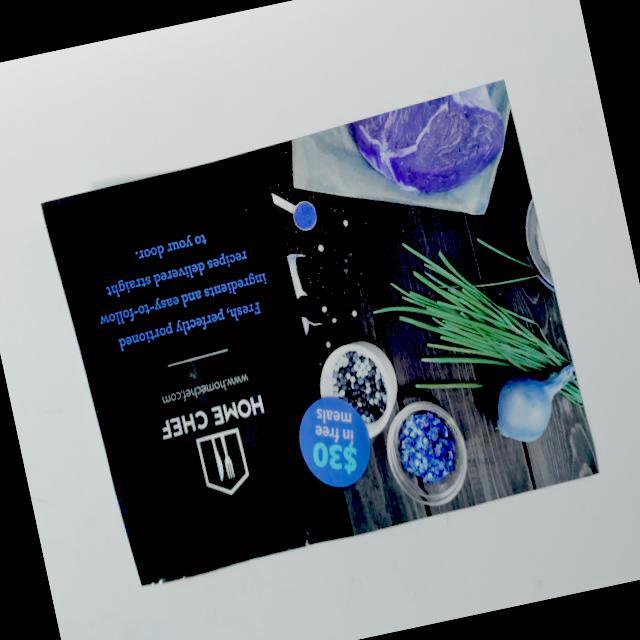 HOME CHEF
www.homechef.com
Fresh, perfectly portioned
ingredients and easy-to-follow
recipes delivered straight
to your door.
$30
in free
meals